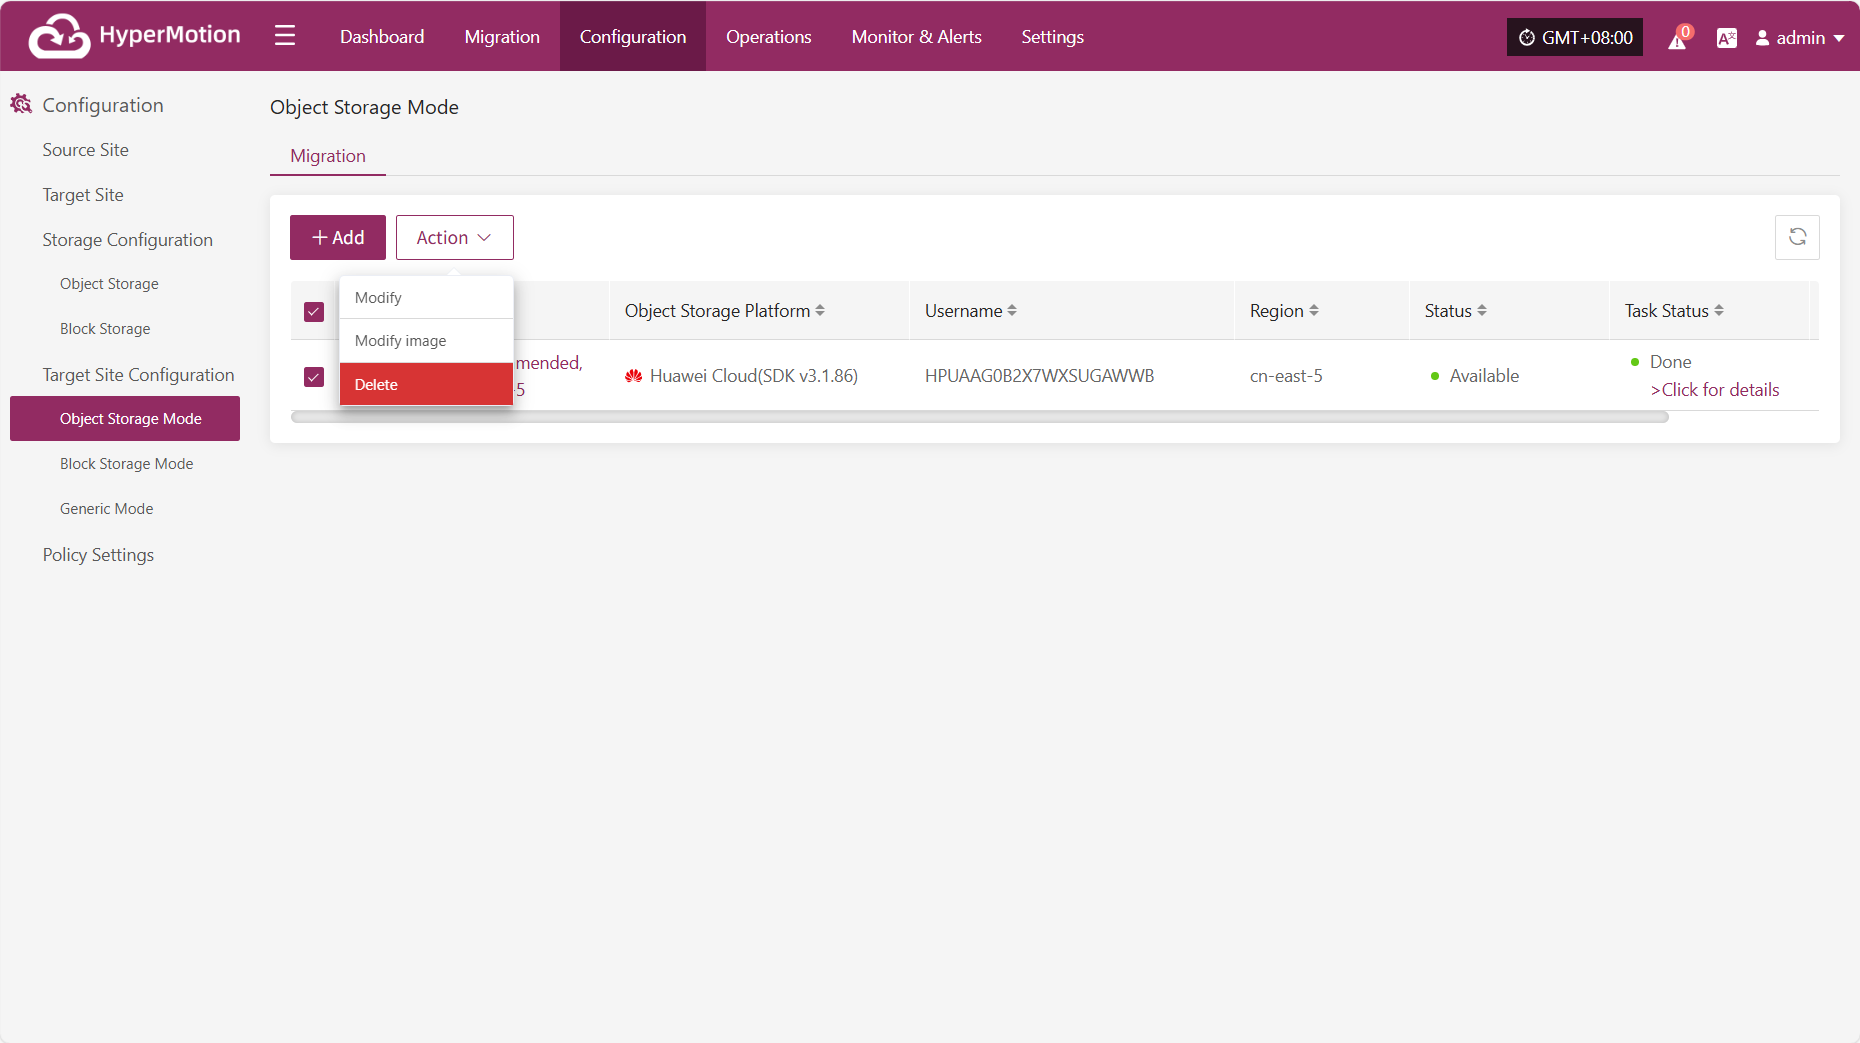 HyperMotion
Dashboard
Migration
Configuration
Operations
Monitor & Alerts
Settings
GMT+08:00
0
admin
Configuration
Source Site
Target Site
Storage Configuration
Object Storage
Block Storage
Target Site Configuration
Object Storage Mode
Block Storage Mode
Generic Mode
Policy Settings
Object Storage Mode
Migration
Add
Action
Modify
Modify image
Delete
Object Storage Platform
Username
Region
Status
Task Status
mended,
-5
Huawei Cloud(SDK v3.1.86)
HPUAAG0B2X7WXSUGAWWB
cn-east-5
Available
Done
>Click for details